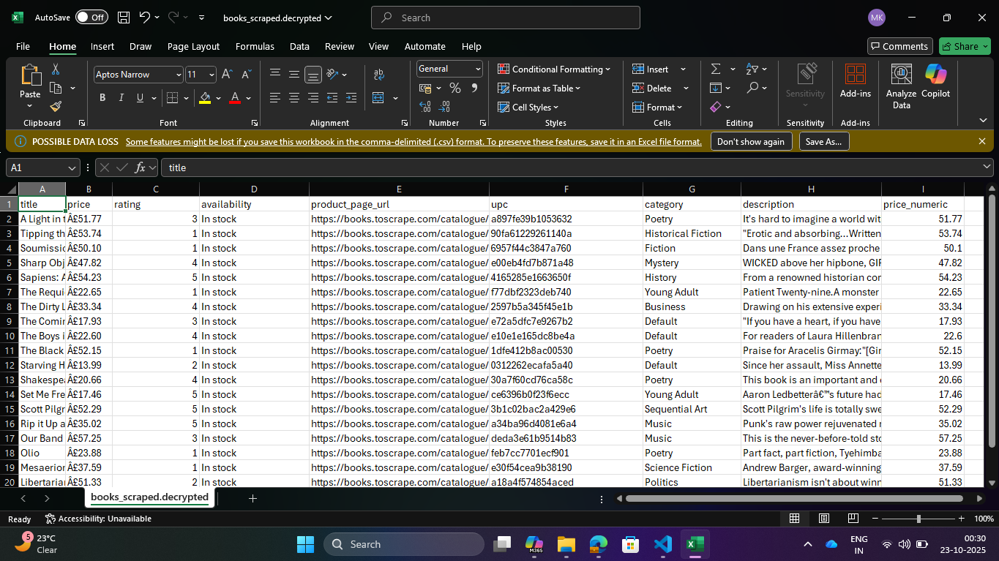 AutoSave Off books_scraped.decrypted Search MK
File Home Insert Draw Page Layout Formulas Data Review View Automate Help Comments Share
Paste Aptos Narrow 11 General Conditional Formatting Insert Sensitivity Add-ins Analyze Data Copilot
Format as Table Delete
B I U Cell Styles Format
Clipboard Font Alignment Number Styles Cells Editing Sensitivity Add-ins
POSSIBLE DATA LOSS Some features might be lost if you save this workbook in the comma-delimited (.csv) format. To preserve these features, save it in an Excel file format. Don't show again Save As...
A1 fx title
A B C D E F G H I
1 title price rating availability product_page_url upc category description price_numeric
2 A Light in t Â£51.77 3 In stock https://books.toscrape.com/catalogue/ a897fe39b1053632 Poetry It's hard to imagine a world wit 51.77
3 Tipping th Â£53.74 1 In stock https://books.toscrape.com/catalogue/ 90fa61229261140a Historical Fiction "Erotic and absorbing...Written 53.74
4 Soumissio Â£50.10 1 In stock https://books.toscrape.com/catalogue/ 6957f44c3847a760 Fiction Dans une France assez proche 50.1
5 Sharp Obj Â£47.82 4 In stock https://books.toscrape.com/catalogue/ e00eb4fd7b871a48 Mystery WICKED above her hipbone, GIF 47.82
6 Sapiens: A Â£54.23 5 In stock https://books.toscrape.com/catalogue/ 4165285e1663650f History From a renowned historian cor 54.23
7 The Requi Â£22.65 1 In stock https://books.toscrape.com/catalogue/ f77dbf2323deb740 Young Adult Patient Twenty-nine.A monster 22.65
8 The Dirty L Â£33.34 4 In stock https://books.toscrape.com/catalogue/ 2597b5a345f45e1b Business Drawing on his extensive experi 33.34
9 The Comin Â£17.93 3 In stock https://books.toscrape.com/catalogue/ e72a5dfc7e9267b2 Default "If you have a heart, if you have 17.93
10 The Boys i Â£22.60 4 In stock https://books.toscrape.com/catalogue/ e10e1e165dc8be4a Default For readers of Laura Hillenbran 22.6
11 The Black Â£52.15 1 In stock https://books.toscrape.com/catalogue/ 1dfe412b8ac00530 Poetry Praise for Aracelis Girmay:"[Gir 52.15
12 Starving H Â£13.99 2 In stock https://books.toscrape.com/catalogue/ 0312262ecafa5a40 Default Since her assault, Miss Annette 13.99
13 Shakespea Â£20.66 4 In stock https://books.toscrape.com/catalogue/ 30a7f60cd76ca58c Poetry This book is an important and 20.66
14 Set Me Fre Â£17.46 5 In stock https://books.toscrape.com/catalogue/ ce6396b0f23f6ecc Young Adult Aaron Ledbetterâ€™s future had 17.46
15 Scott Pilgr Â£52.29 5 In stock https://books.toscrape.com/catalogue/ 3b1c02bac2a429e6 Sequential Art Scott Pilgrim's life is totally swe 52.29
16 Rip it Up a Â£35.02 5 In stock https://books.toscrape.com/catalogue/ a34ba96d4081e6a4 Music Punk's raw power rejuvenated 35.02
17 Our Band Â£57.25 3 In stock https://books.toscrape.com/catalogue/ deda3e61b9514b83 Music This is the never-before-told sto 57.25
18 Olio Â£23.88 1 In stock https://books.toscrape.com/catalogue/ feb7cc7701ecf901 Poetry Part fact, part fiction, Tyehimba 23.88
19 Mesaerion Â£37.59 1 In stock https://books.toscrape.com/catalogue/ e30f54cea9b38190 Science Fiction Andrew Barger, award-winning 37.59
20 Libertarian Â£51.33 2 In stock https://books.toscrape.com/catalogue/ a18a4f574854aced Politics Libertarianism isn't about winn 51.33
books_scraped.decrypted
Ready Accessibility: Unavailable 100%
5 23°C Clear Search M365 ENG IN 00:30 23-10-2025